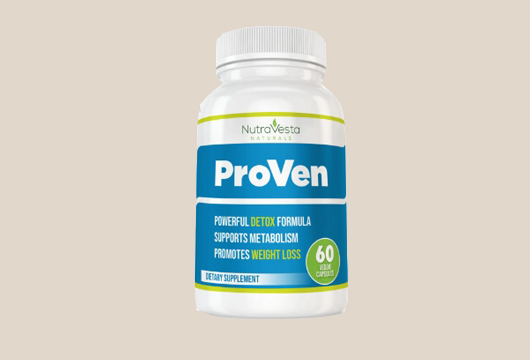 NutraVesta
NATURALS
ProVen
POWERFUL DETOX FORMULA
SUPPORTS METABOLISM
PROMOTES WEIGHT LOSS
60
VEGGIE
CAPSULES
DIETARY SUPPLEMENT